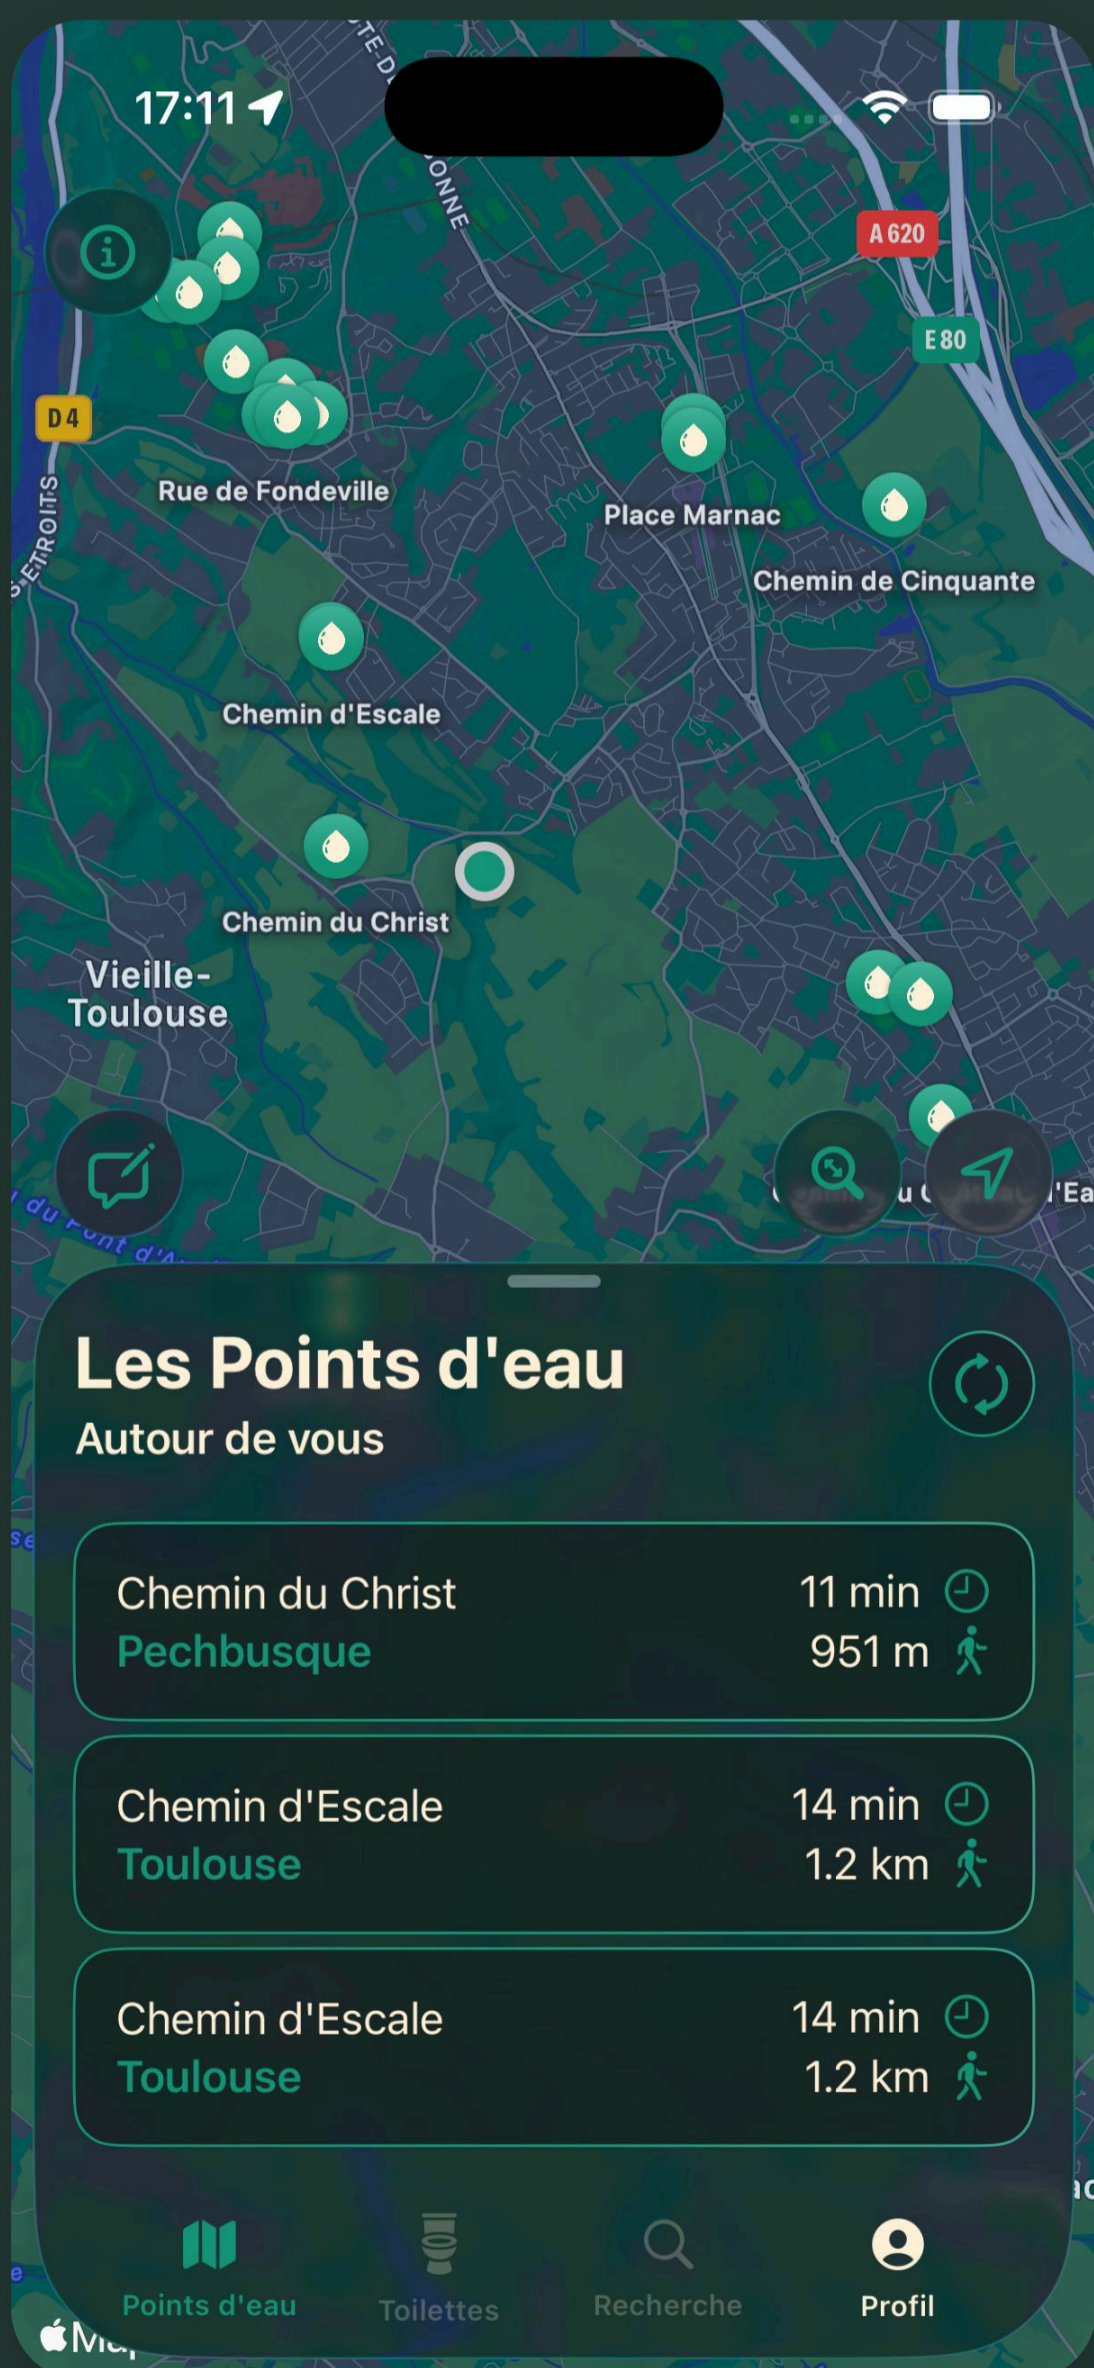 17:11
A 620
E 80
D 4
Rue de Fondeville
Place Marnac
Chemin de Cinquante
Chemin d'Escale
Chemin du Christ
Vieille-
Toulouse
Les Points d'eau
Autour de vous
Chemin du Christ
11 min
Pechbusque
951 m
Chemin d'Escale
14 min
Toulouse
1.2 km
Chemin d'Escale
14 min
Toulouse
1.2 km
Points d'eau
Toilettes
Recherche
Profil